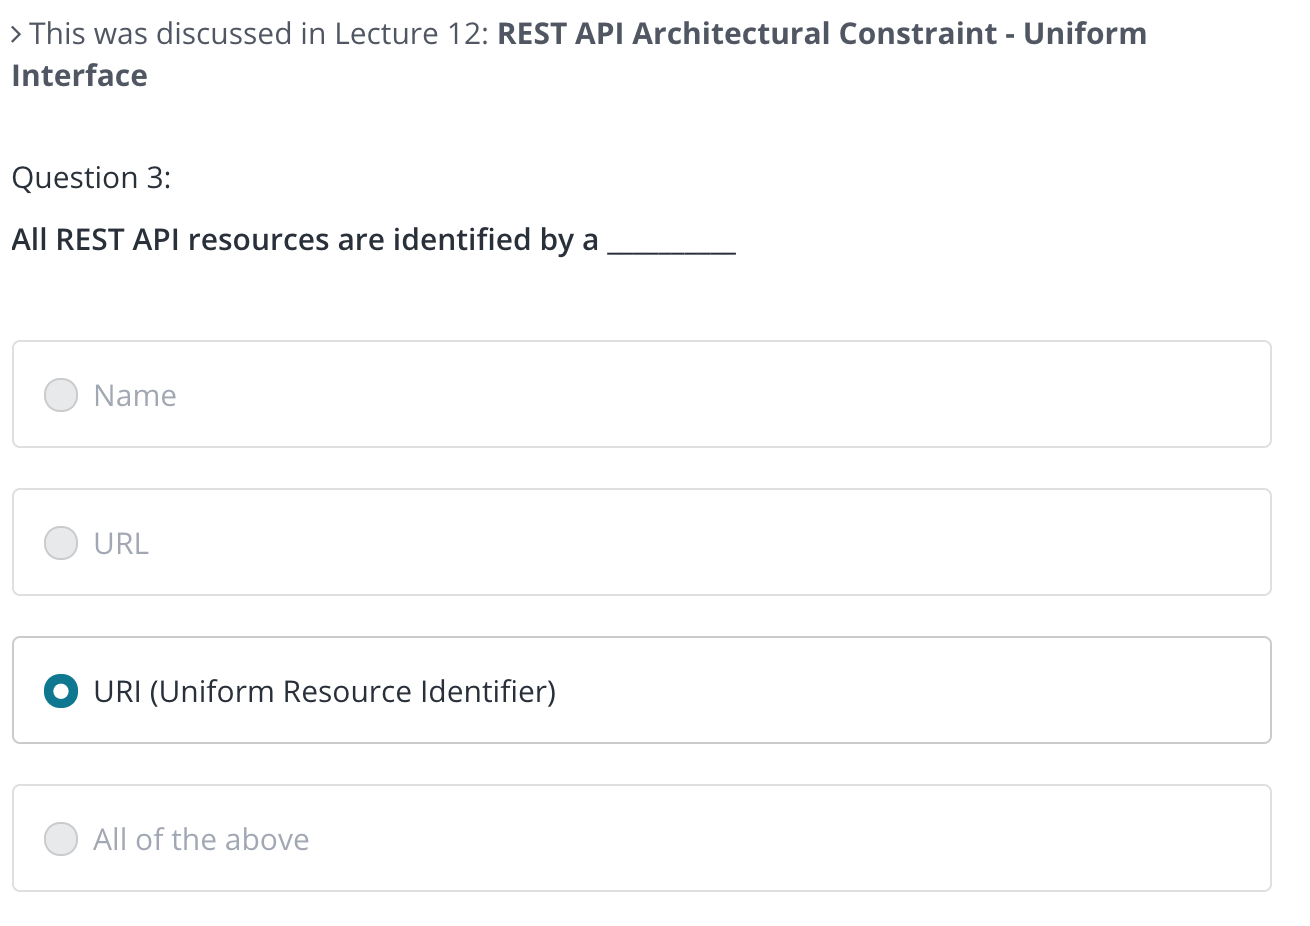 > This was discussed in Lecture 12: REST API Architectural Constraint - Uniform
Interface
Question 3:
All REST API resources are identified by a __________
Name
URL
URI (Uniform Resource Identifier)
All of the above